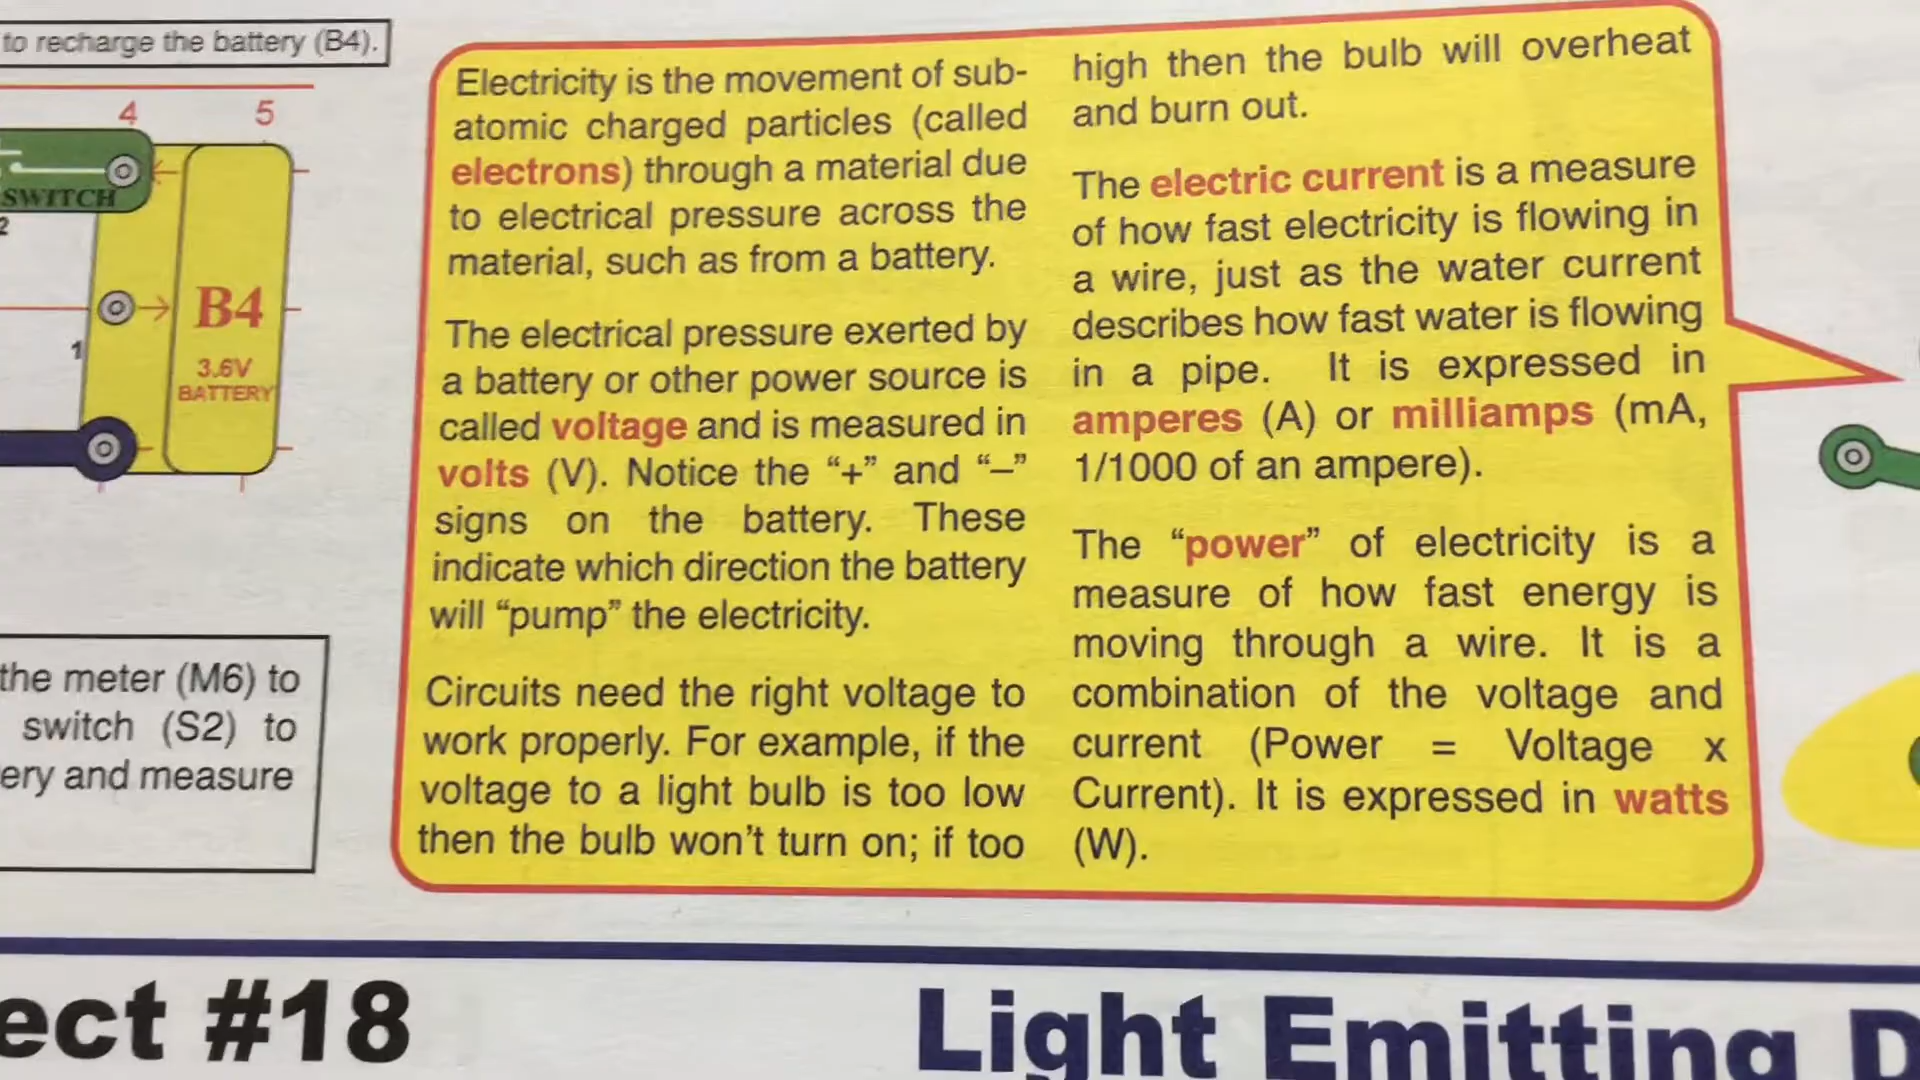 to recharge the battery (B4).
4 5
SWITCH
2
B4
1
3.6V
BATTERY
the meter (M6) to
switch (S2) to
ery and measure
Electricity is the movement of sub-
atomic charged particles (called
electrons) through a material due
to electrical pressure across the
material, such as from a battery.
The electrical pressure exerted by
a battery or other power source is
called voltage and is measured in
volts (V). Notice the “+” and “–”
signs on the battery. These
indicate which direction the battery
will “pump” the electricity.
Circuits need the right voltage to
work properly. For example, if the
voltage to a light bulb is too low
then the bulb won’t turn on; if too
high then the bulb will overheat
and burn out.
The electric current is a measure
of how fast electricity is flowing in
a wire, just as the water current
describes how fast water is flowing
in a pipe. It is expressed in
amperes (A) or milliamps (mA,
1/1000 of an ampere).
The “power” of electricity is a
measure of how fast energy is
moving through a wire. It is a
combination of the voltage and
current (Power = Voltage x
Current). It is expressed in watts
(W).
ect #18
Light Emitting D